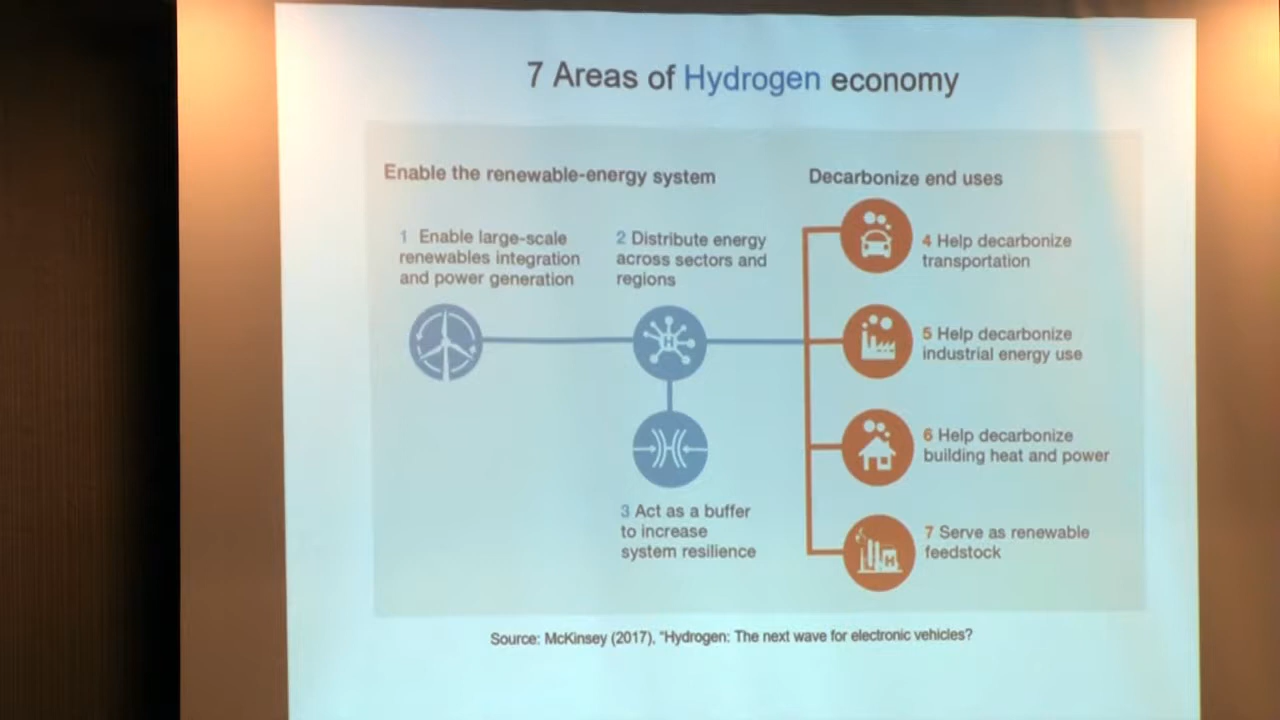 7 Areas of Hydrogen economy
Enable the renewable-energy system
1 Enable large-scale
renewables integration
and power generation
2 Distribute energy
across sectors and
regions
H
3 Act as a buffer
to increase
system resilience
Decarbonize end uses
4 Help decarbonize
transportation
5 Help decarbonize
industrial energy use
6 Help decarbonize
building heat and power
7 Serve as renewable
feedstock
H
Source: McKinsey (2017), "Hydrogen: The next wave for electronic vehicles?